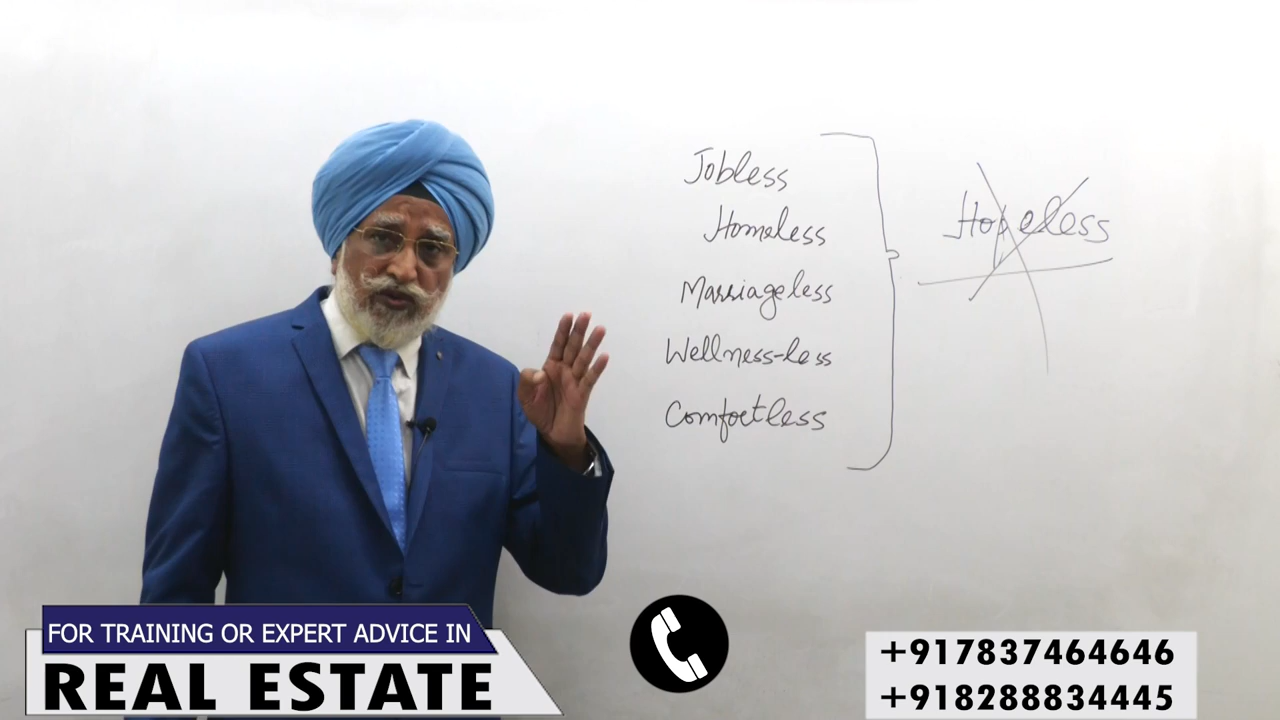 Jobless
Homeless
Marriageless
Wellness-less
Comfortless
Hopeless
FOR TRAINING OR EXPERT ADVICE IN
REAL ESTATE
+917837464646
+918288834445